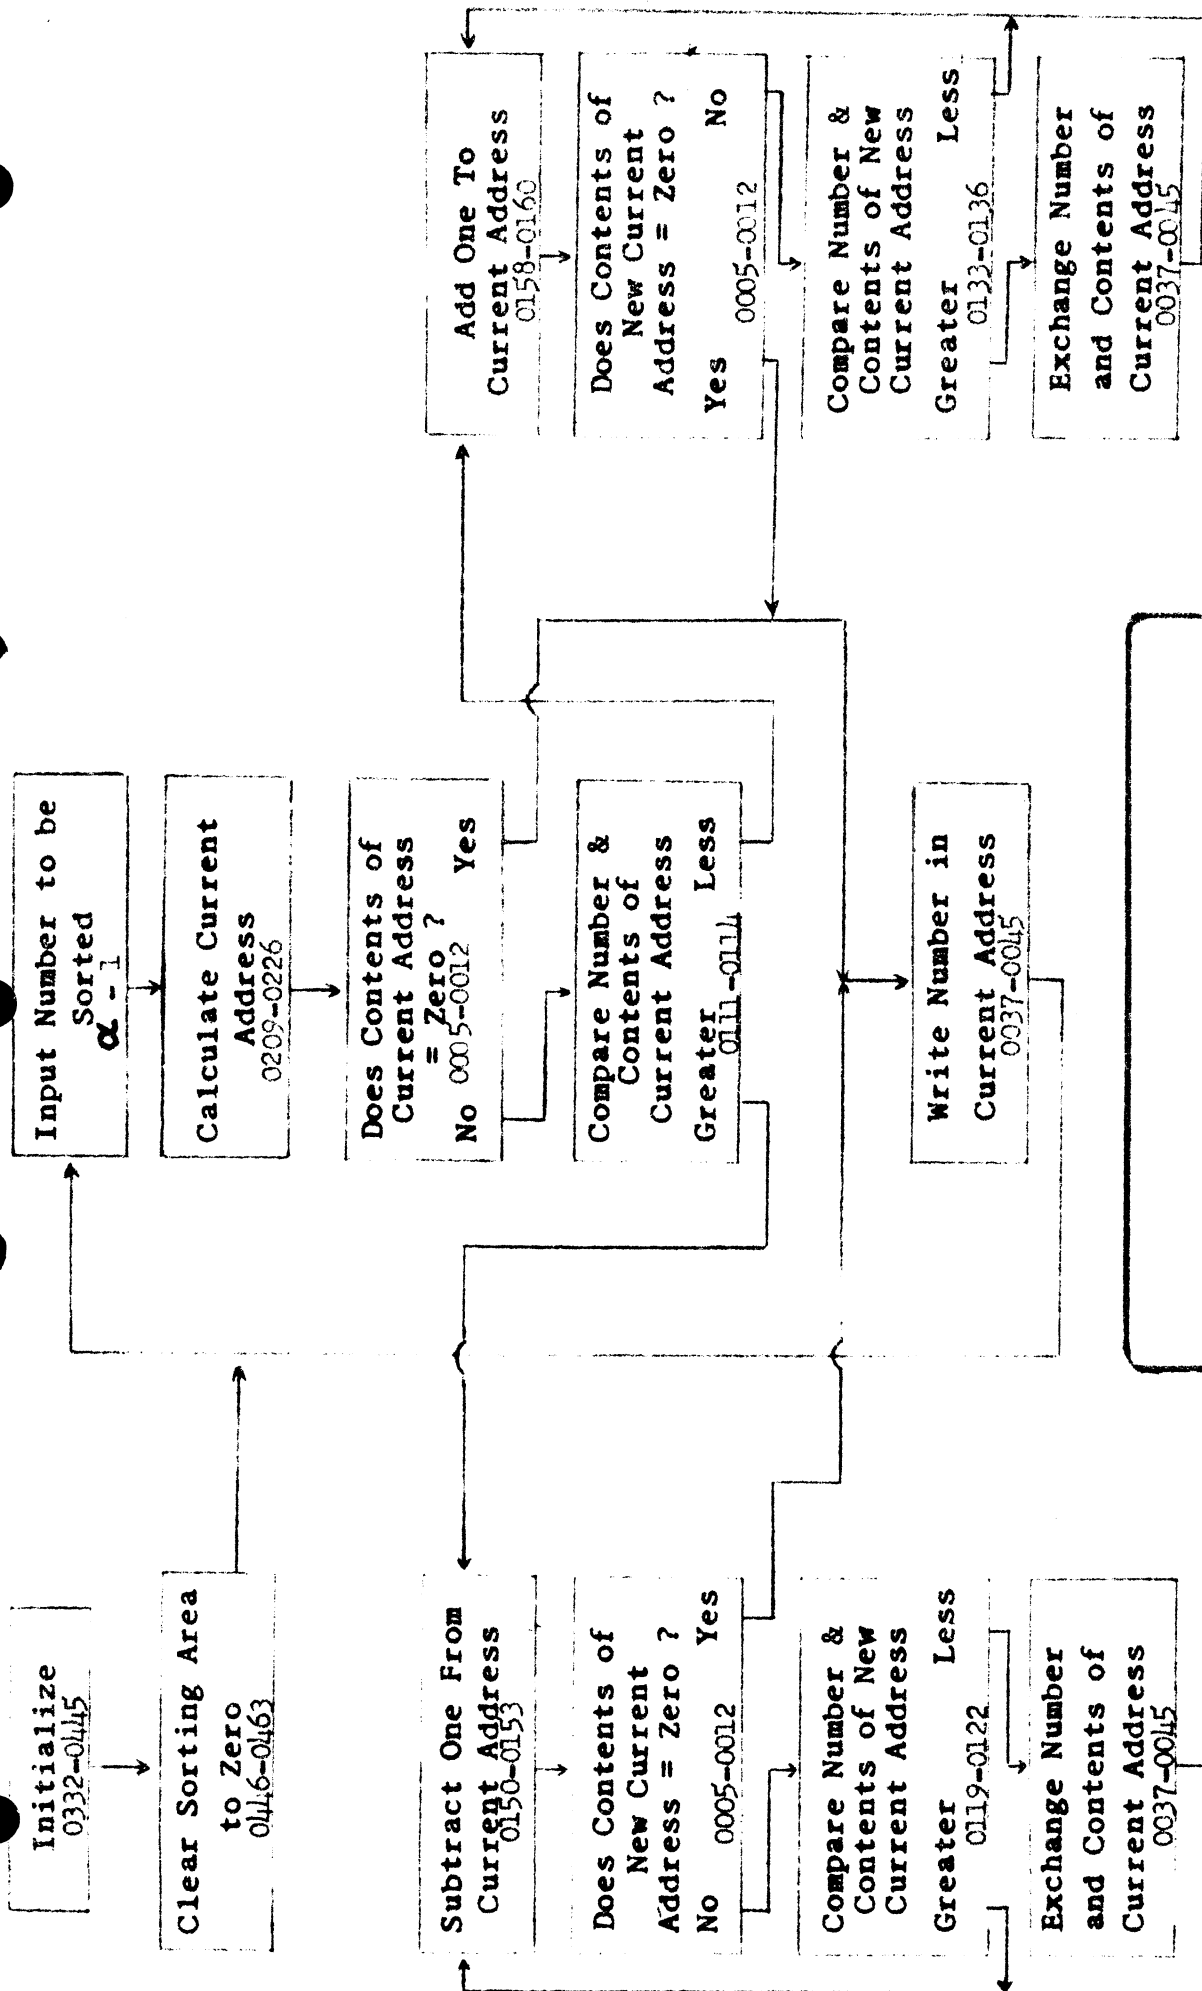 Initialize
0332-0445
Clear Sorting Area
to Zero
0446-0463
Input Number to be
Sorted
α - 1
Calculate Current
Address
0209-0226
Does Contents of
Current Address
= Zero ?
No 0005-0012 Yes
Compare Number &
Contents of
Current Address
Greater Less
0111-0114
Write Number in
Current Address
0037-0045
Subtract One From
Current Address
0150-0153
Does Contents of
New Current
Address = Zero ?
No Yes
0005-0012
Compare Number &
Contents of New
Current Address
Greater Less
0119-0122
Exchange Number
and Contents of
Current Address
0037-0045
Add One To
Current Address
0158-0160
Does Contents of
New Current
Address = Zero ?
Yes No
0005-0012
Compare Number &
Contents of New
Current Address
Greater Less
0133-0136
Exchange Number
and Contents of
Current Address
0037-0045